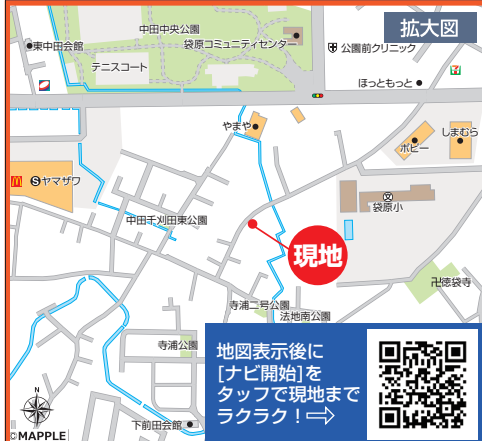 拡大図
中田中央公園
東中田会館
袋原コミュニティセンター
公園前クリニック
テニスコート
ほっともっと
7
やまや
しまむら
ポピー
M
Sヤマザワ
袋原小
中田千刈田東公園
現地
卍徳袋寺
寺浦二号公園
法地南公園
寺浦公園
地図表示後に
[ナビ開始]を
タッフで現地まで
ラクラク！⇨
N
下前田会館
©MAPPLE